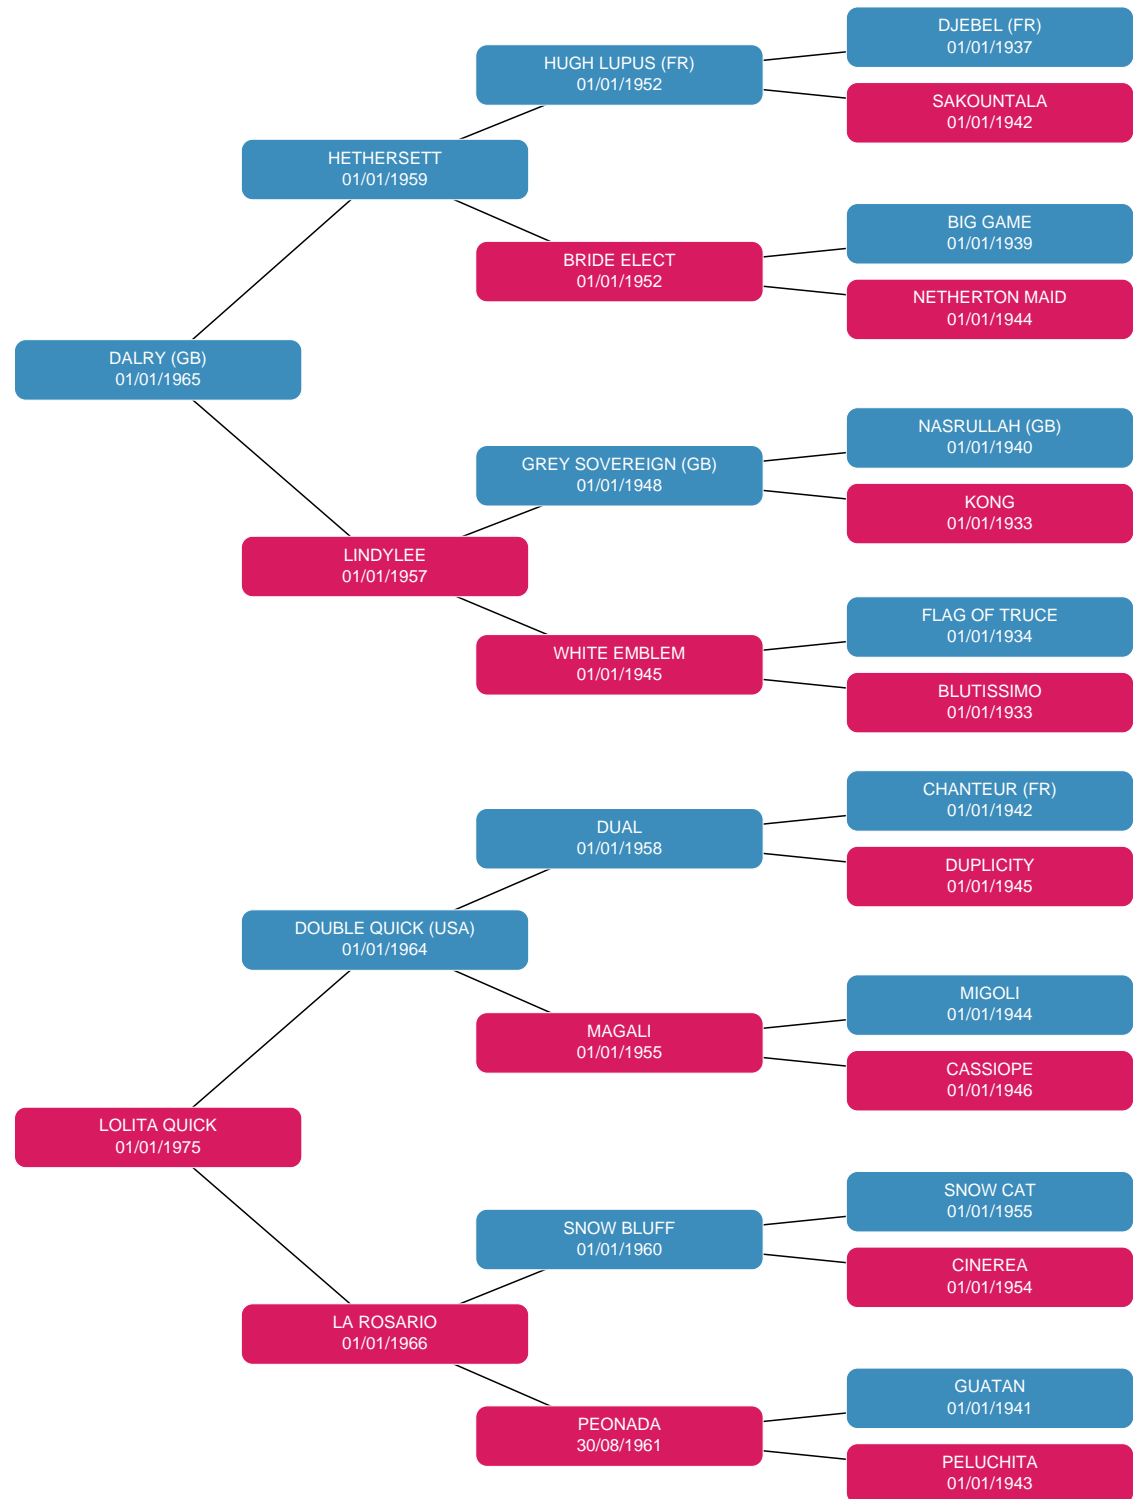 DJEBEL (FR)
01/01/1937
HUGH LUPUS (FR)
01/01/1952
SAKOUNTALA
01/01/1942
HETHERSETT
01/01/1959
BIG GAME
01/01/1939
BRIDE ELECT
01/01/1952
NETHERTON MAID
01/01/1944
DALRY (GB)
01/01/1965
NASRULLAH (GB)
01/01/1940
GREY SOVEREIGN (GB)
01/01/1948
KONG
01/01/1933
LINDYLEE
01/01/1957
FLAG OF TRUCE
01/01/1934
WHITE EMBLEM
01/01/1945
BLUTISSIMO
01/01/1933
CHANTEUR (FR)
01/01/1942
DUAL
01/01/1958
DUPLICITY
01/01/1945
DOUBLE QUICK (USA)
01/01/1964
MIGOLI
01/01/1944
MAGALI
01/01/1955
CASSIOPE
01/01/1946
LOLITA QUICK
01/01/1975
SNOW CAT
01/01/1955
SNOW BLUFF
01/01/1960
CINEREA
01/01/1954
LA ROSARIO
01/01/1966
GUATAN
01/01/1941
PEONADA
30/08/1961
PELUCHITA
01/01/1943